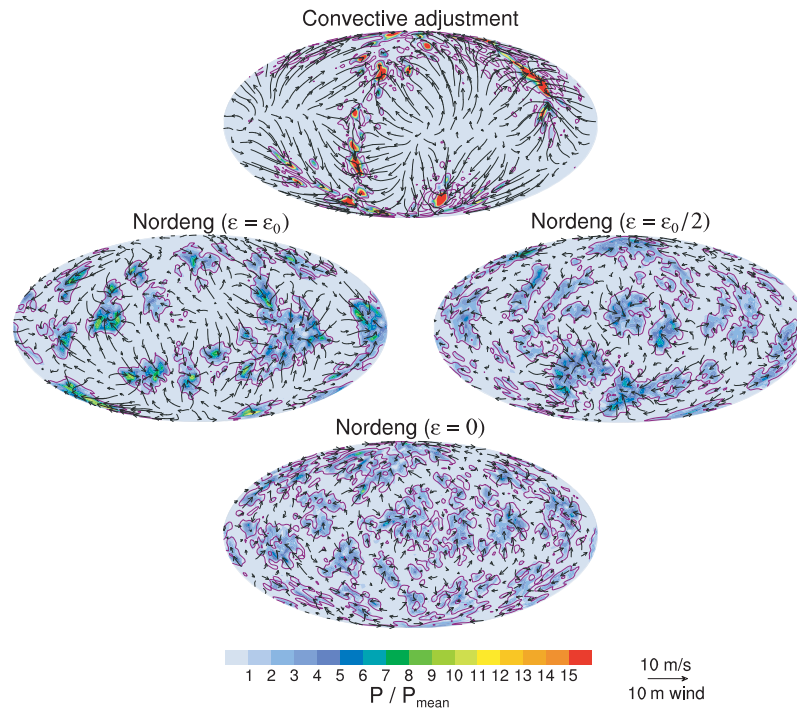 Convective adjustment
Nordeng (ε = ε₀)
Nordeng (ε = ε₀/2)
Nordeng (ε = 0)
1 2 3 4 5 6 7 8 9 10 11 12 13 14 15
P / Pmean
10 m/s
10 m wind